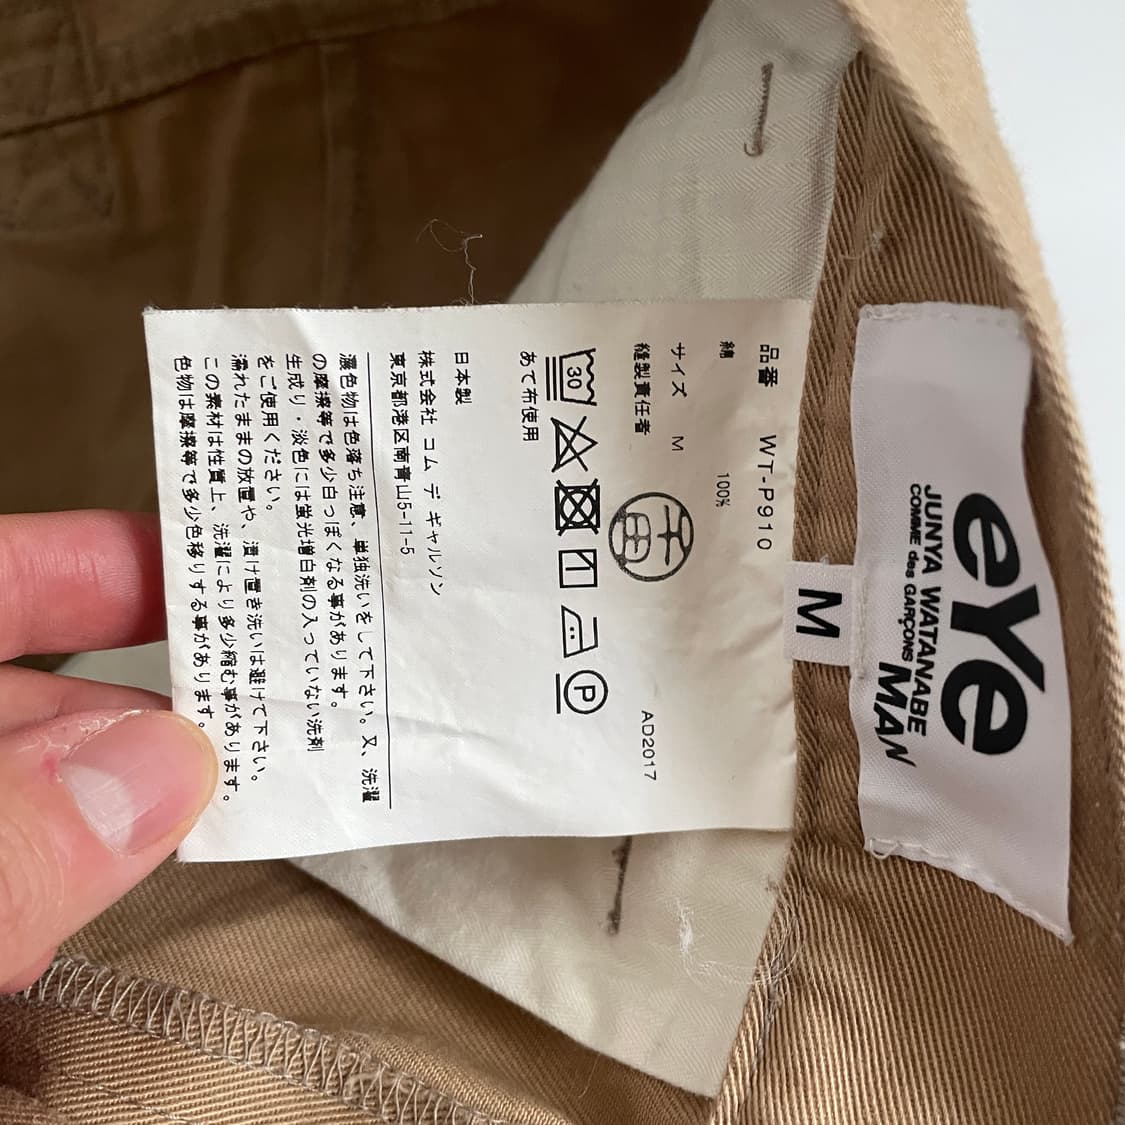 eYe
JUNYA WATANABE
COMME des GARÇONS MAN
M
品番 WT-P910
綿 100%
サイズ M
縫製責任者
AD2017
30
P
あて布使用
日本製
株式会社 コム デ ギャルソン
東京都港区南青山5-11-5
濃色物は色落ち注意、単独洗いをして下さい。又、洗濯
の摩擦等で多少白っぽくなる事があります。
生成り・淡色には蛍光増白剤の入っていない洗剤
をご使用ください。
濡れたままの放置や、漬け置き洗いは避けて下さい。
この素材は性質上、洗濯により多少縮む事があります。
色物は摩擦等で多少色移りする事があります。